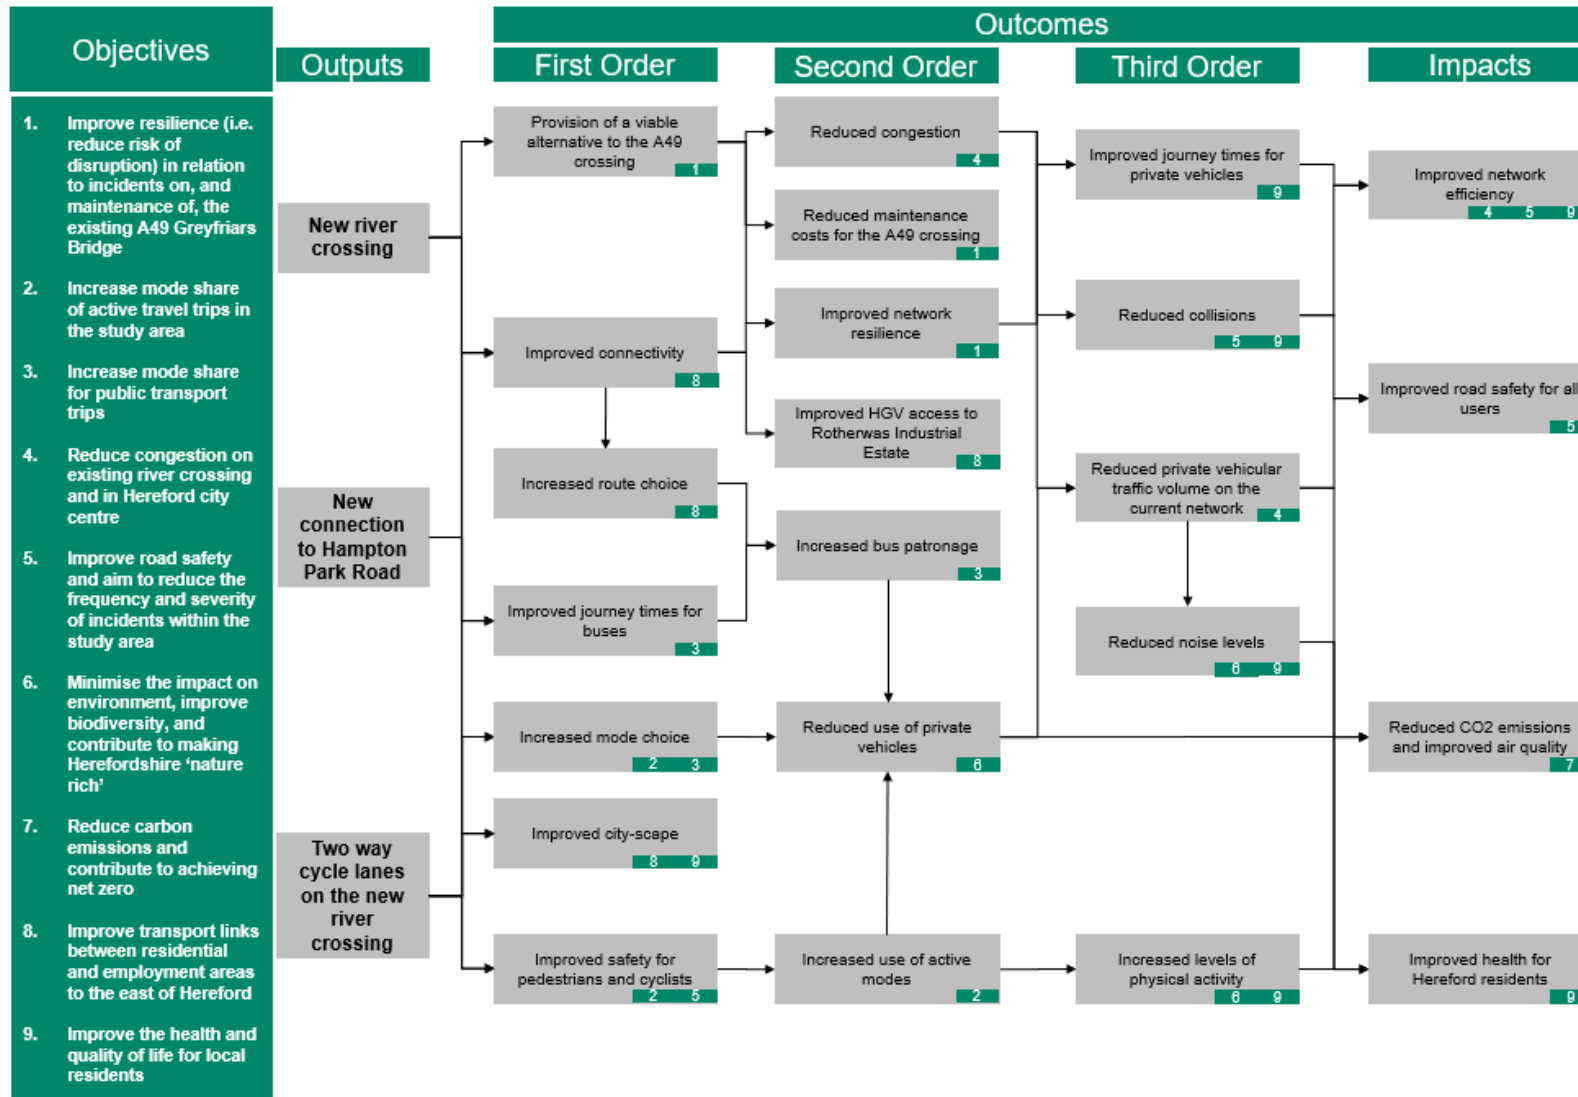 Objectives
1. Improve resilience (i.e.
reduce risk of
disruption) in relation
to incidents on, and
maintenance of, the
existing A49 Greyfriars
Bridge
2. Increase mode share
of active travel trips in
the study area
3. Increase mode share
for public transport
trips
4. Reduce congestion on
existing river crossing
and in Hereford city
centre
5. Improve road safety
and aim to reduce the
frequency and severity
of incidents within the
study area
6. Minimise the impact on
environment, improve
biodiversity, and
contribute to making
Herefordshire ‘nature
rich’
7. Reduce carbon
emissions and
contribute to achieving
net zero
8. Improve transport links
between residential
and employment areas
to the east of Hereford
9. Improve the health and
quality of life for local
residents
Outputs
New river
crossing
New
connection
to Hampton
Park Road
Two way
cycle lanes
on the new
river
crossing
Outcomes
First Order
Provision of a viable
alternative to the A49
crossing
1
Improved connectivity
8
Increased route choice
8
Improved journey times for
buses
3
Increased mode choice
2 3
Improved city-scape
8 9
Improved safety for
pedestrians and cyclists
2 5
Second Order
Reduced congestion
4
Reduced maintenance
costs for the A49 crossing
1
Improved network
resilience
1
Improved HGV access to
Rotherwas Industrial
Estate
8
Increased bus patronage
3
Reduced use of private
vehicles
6
Increased use of active
modes
2
Third Order
Improved journey times for
private vehicles
9
Reduced collisions
5 9
Reduced private vehicular
traffic volume on the
current network
4
Reduced noise levels
6 9
Increased levels of
physical activity
6 9
Impacts
Improved network
efficiency
4 5 9
Improved road safety for all
users
5
Reduced CO2 emissions
and improved air quality
7
Improved health for
Hereford residents
9